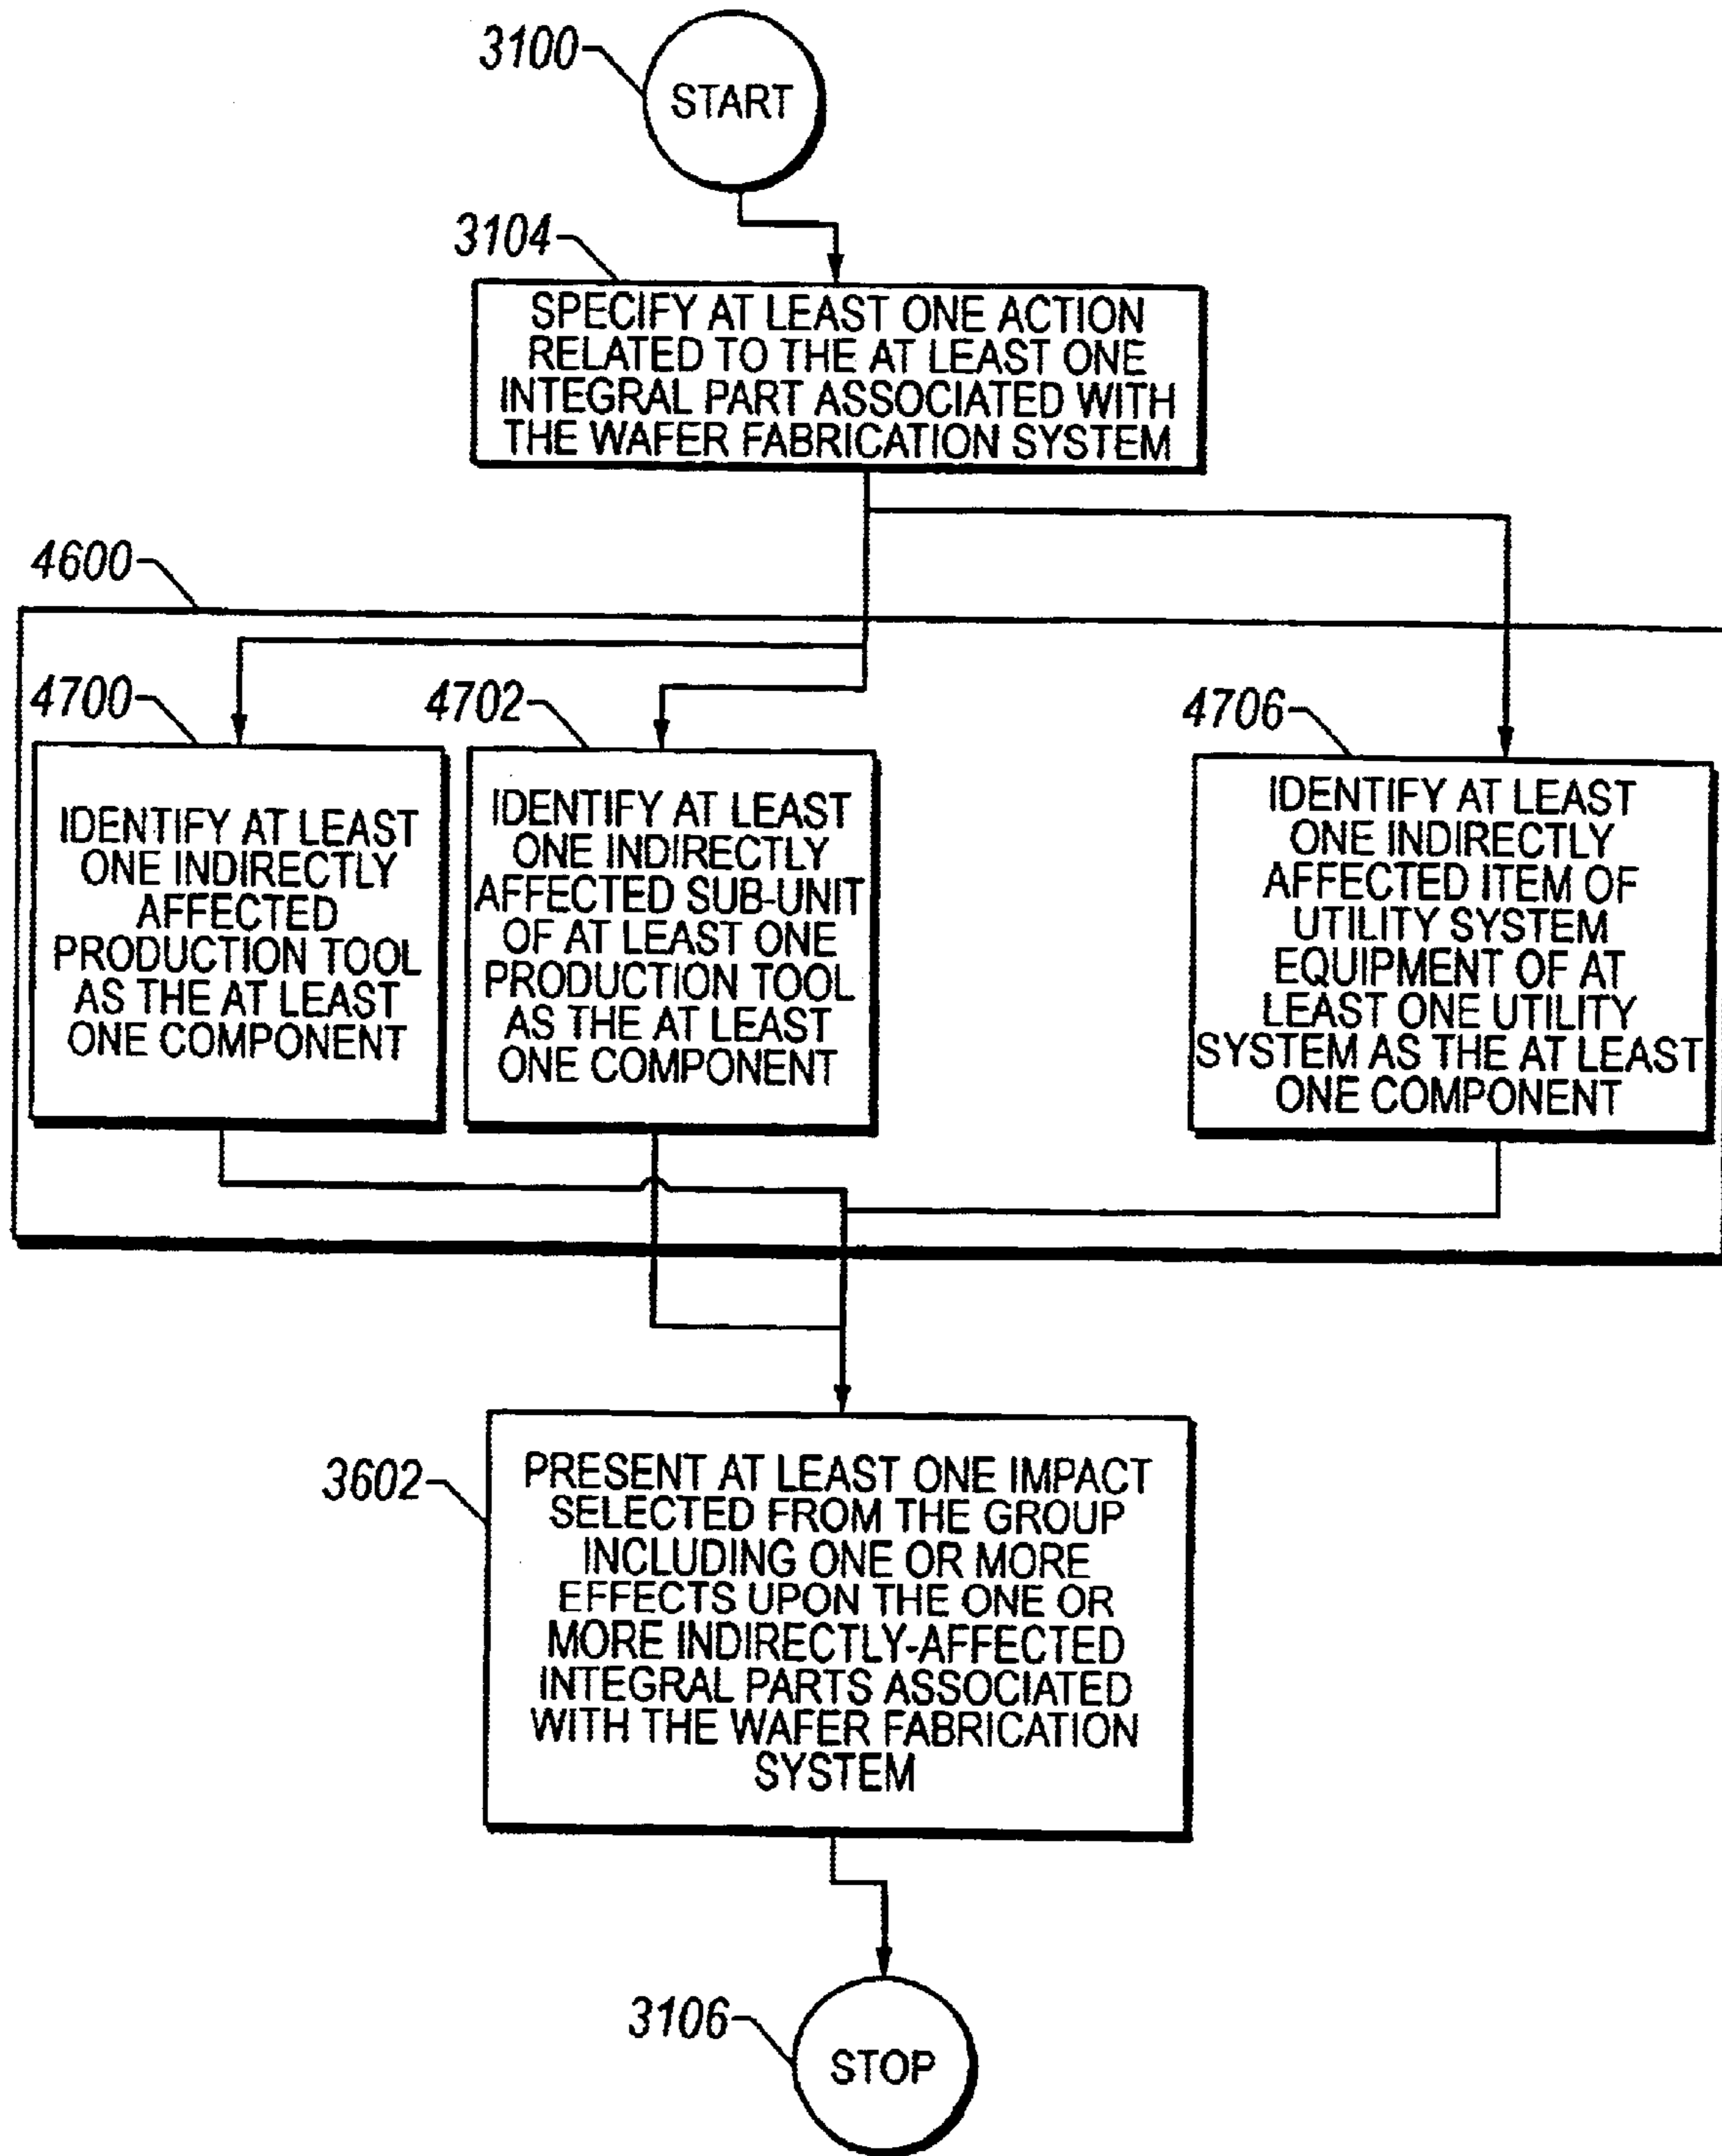 3100
START
3104
SPECIFY AT LEAST ONE ACTION
RELATED TO THE AT LEAST ONE
INTEGRAL PART ASSOCIATED WITH
THE WAFER FABRICATION SYSTEM
4600
4700
IDENTIFY AT LEAST
ONE INDIRECTLY
AFFECTED
PRODUCTION TOOL
AS THE AT LEAST
ONE COMPONENT
4702
IDENTIFY AT LEAST
ONE INDIRECTLY
AFFECTED SUB-UNIT
OF AT LEAST ONE
PRODUCTION TOOL
AS THE AT LEAST
ONE COMPONENT
4706
IDENTIFY AT LEAST
ONE INDIRECTLY
AFFECTED ITEM OF
UTILITY SYSTEM
EQUIPMENT OF AT
LEAST ONE UTILITY
SYSTEM AS THE AT LEAST
ONE COMPONENT
3602
PRESENT AT LEAST ONE IMPACT
SELECTED FROM THE GROUP
INCLUDING ONE OR MORE
EFFECTS UPON THE ONE OR
MORE INDIRECTLY-AFFECTED
INTEGRAL PARTS ASSOCIATED
WITH THE WAFER FABRICATION
SYSTEM
3106
STOP